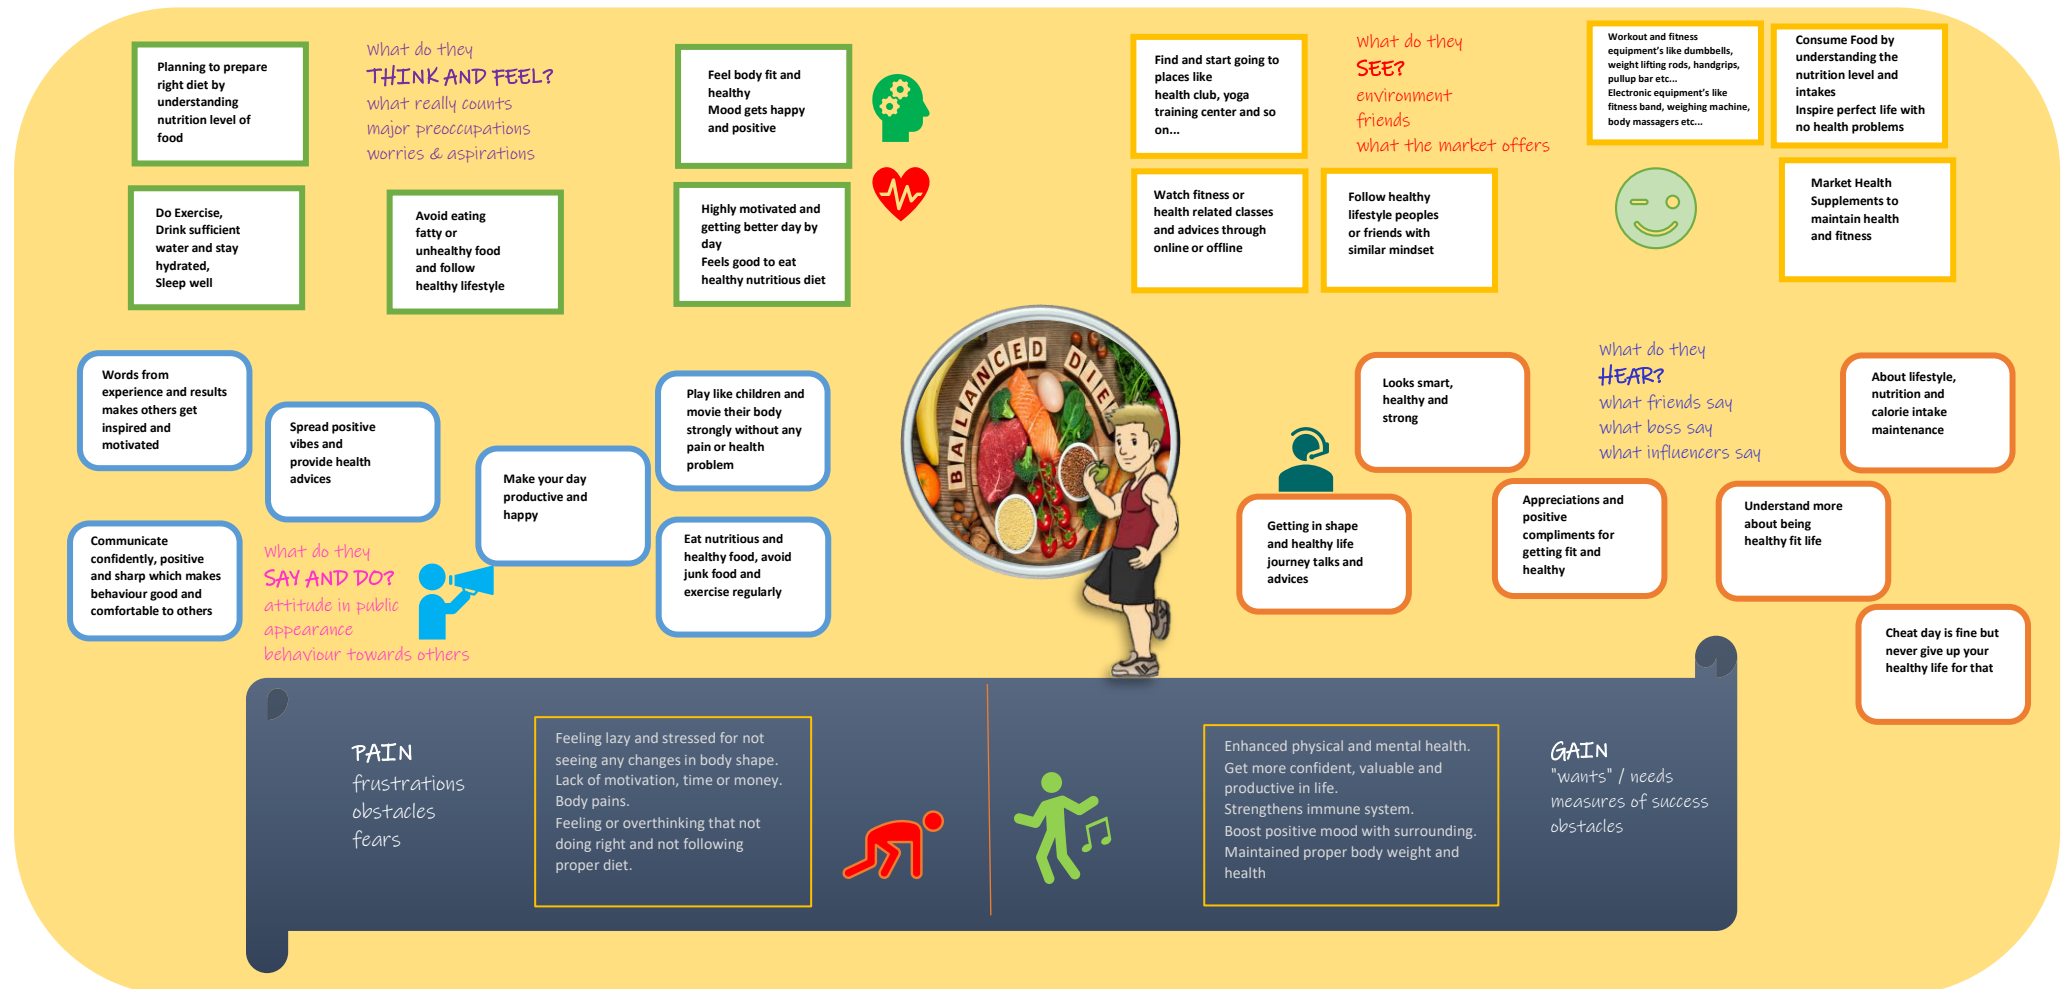 Planning to prepare
right diet by
understanding
nutrition level of
food
What do they
THINK AND FEEL?
what really counts
major preoccupations
worries & aspirations
Feel body fit and
healthy
Mood gets happy
and positive
Do Exercise,
Drink sufficient
water and stay
hydrated,
Sleep well
Avoid eating
fatty or
unhealthy food
and follow
healthy lifestyle
Highly motivated and
getting better day by
day
Feels good to eat
healthy nutritious diet
Find and start going to
places like
health club, yoga
training center and so
on...
What do they
SEE?
environment
friends
what the market offers
Workout and fitness
equipment's like dumbbells,
weight lifting rods, handgrips,
pullup bar etc...
Electronic equipment's like
fitness band, weighing machine,
body massagers etc...
Consume Food by
understanding the
nutrition level and
intakes
Inspire perfect life with
no health problems
Watch fitness or
health related classes
and advices through
online or offline
Follow healthy
lifestyle peoples
or friends with
similar mindset
Market Health
Supplements to
maintain health
and fitness
Words from
experience and results
makes others get
inspired and
motivated
Spread positive
vibes and
provide health
advices
Make your day
productive and
happy
Play like children and
movie their body
strongly without any
pain or health
problem
Communicate
confidently, positive
and sharp which makes
behaviour good and
comfortable to others
What do they
SAY AND DO?
attitude in public
appearance
behaviour towards others
Eat nutritious and
healthy food, avoid
junk food and
exercise regularly
BALANCED DIE
Looks smart,
healthy and
strong
What do they
HEAR?
what friends say
what boss say
what influencers say
About lifestyle,
nutrition and
calorie intake
maintenance
Getting in shape
and healthy life
journey talks and
advices
Appreciations and
positive
compliments for
getting fit and
healthy
Understand more
about being
healthy fit life
Cheat day is fine but
never give up your
healthy life for that
PAIN
frustrations
obstacles
fears
Feeling lazy and stressed for not
seeing any changes in body shape.
Lack of motivation, time or money.
Body pains.
Feeling or overthinking that not
doing right and not following
proper diet.
Enhanced physical and mental health.
Get more confident, valuable and
productive in life.
Strengthens immune system.
Boost positive mood with surrounding.
Maintained proper body weight and
health
GAIN
"wants" / needs
measures of success
obstacles